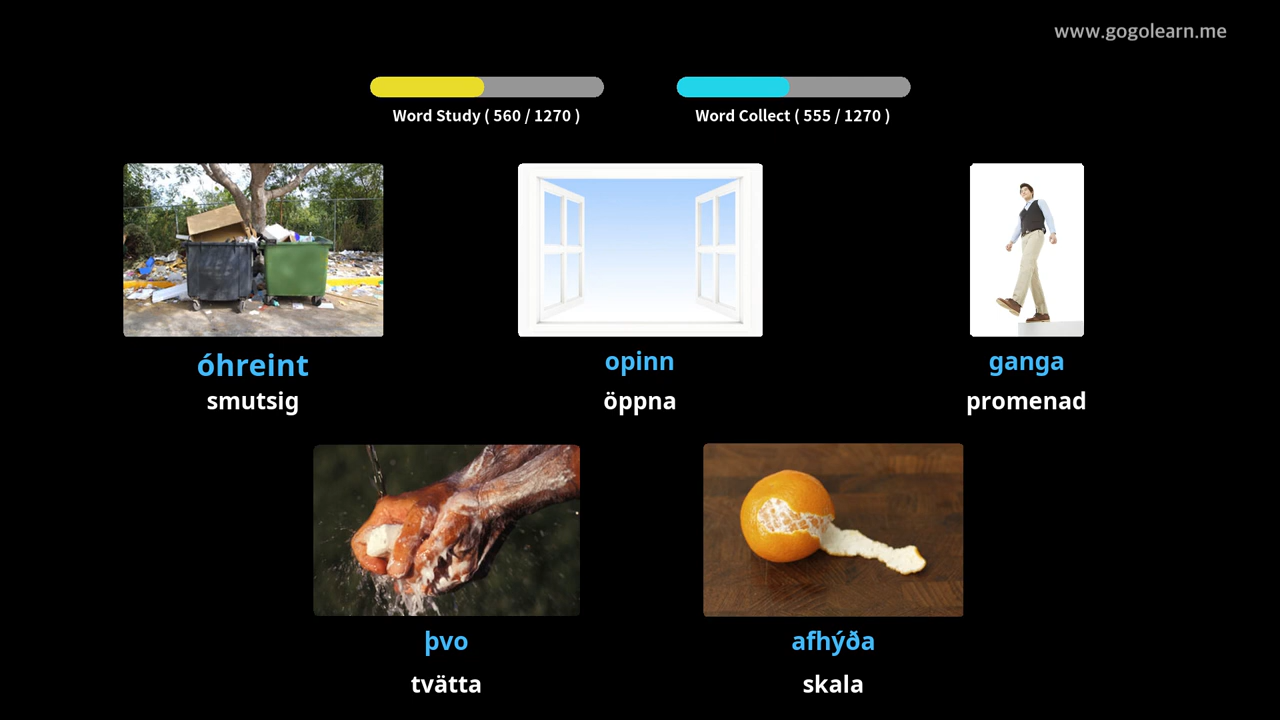 www.gogolearn.me
Word Study ( 560 / 1270 )
Word Collect ( 555 / 1270 )
óhreint
smutsig
opinn
öppna
ganga
promenad
þvo
tvätta
afhýða
skala